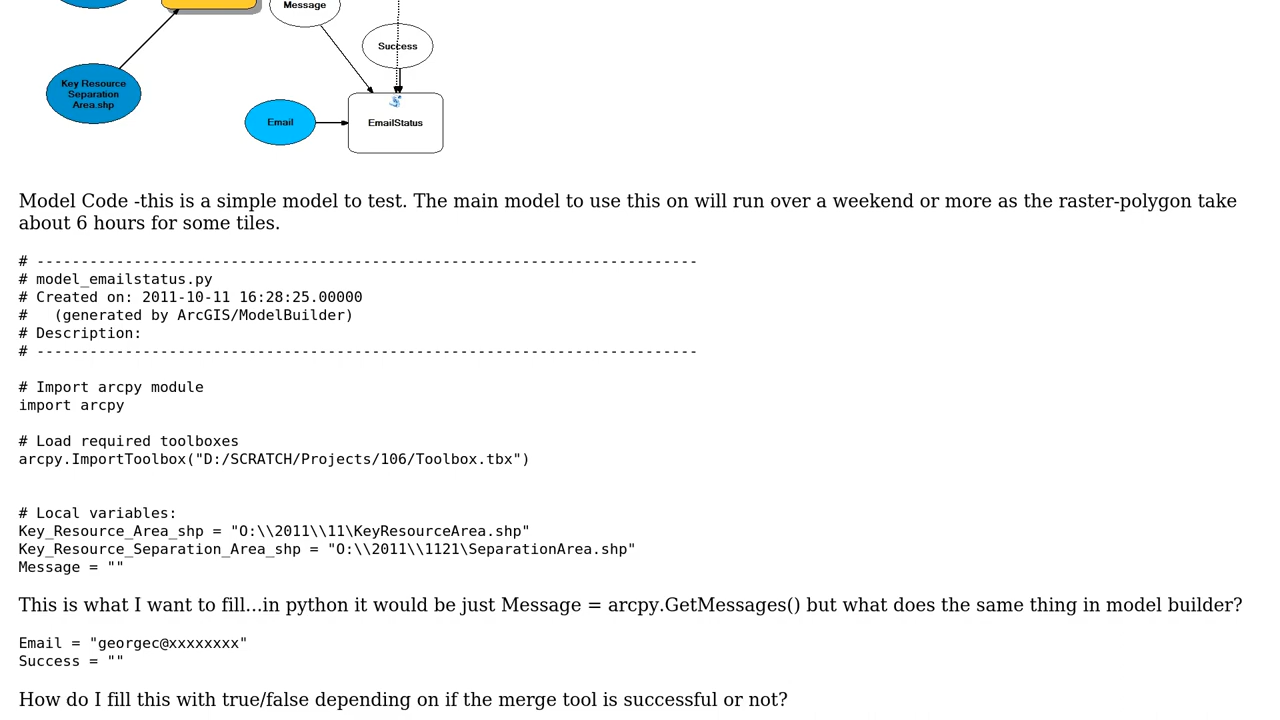 Message
Success
Key Resource
Separation
Area.shp
Email
EmailStatus
Model Code -this is a simple model to test. The main model to use this on will run over a weekend or more as the raster-polygon take
about 6 hours for some tiles.
# ---------------------------------------------------------------------------
# model_emailstatus.py
# Created on: 2011-10-11 16:28:25.00000
#   (generated by ArcGIS/ModelBuilder)
# Description:
# ---------------------------------------------------------------------------
# Import arcpy module
import arcpy
# Load required toolboxes
arcpy.ImportToolbox("D:/SCRATCH/Projects/106/Toolbox.tbx")
# Local variables:
Key_Resource_Area_shp = "O:\\2011\\11\KeyResourceArea.shp"
Key_Resource_Separation_Area_shp = "O:\\2011\\1121\SeparationArea.shp"
Message = ""
This is what I want to fill...in python it would be just Message = arcpy.GetMessages() but what does the same thing in model builder?
Email = "georgec@xxxxxxxx"
Success = ""
How do I fill this with true/false depending on if the merge tool is successful or not?